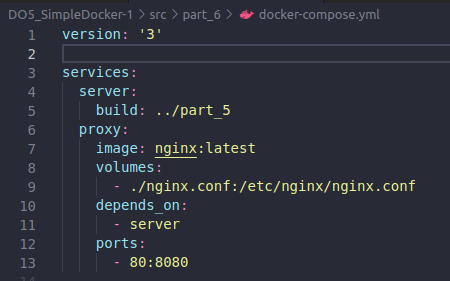 DO5_SimpleDocker-1 > src > part_6 > docker-compose.yml
1 version: '3'
2
3 services:
4   server:
5     build: ../part_5
6   proxy:
7     image: nginx:latest
8     volumes:
9       - ./nginx.conf:/etc/nginx/nginx.conf
10     depends_on:
11       - server
12     ports:
13       - 80:8080
14